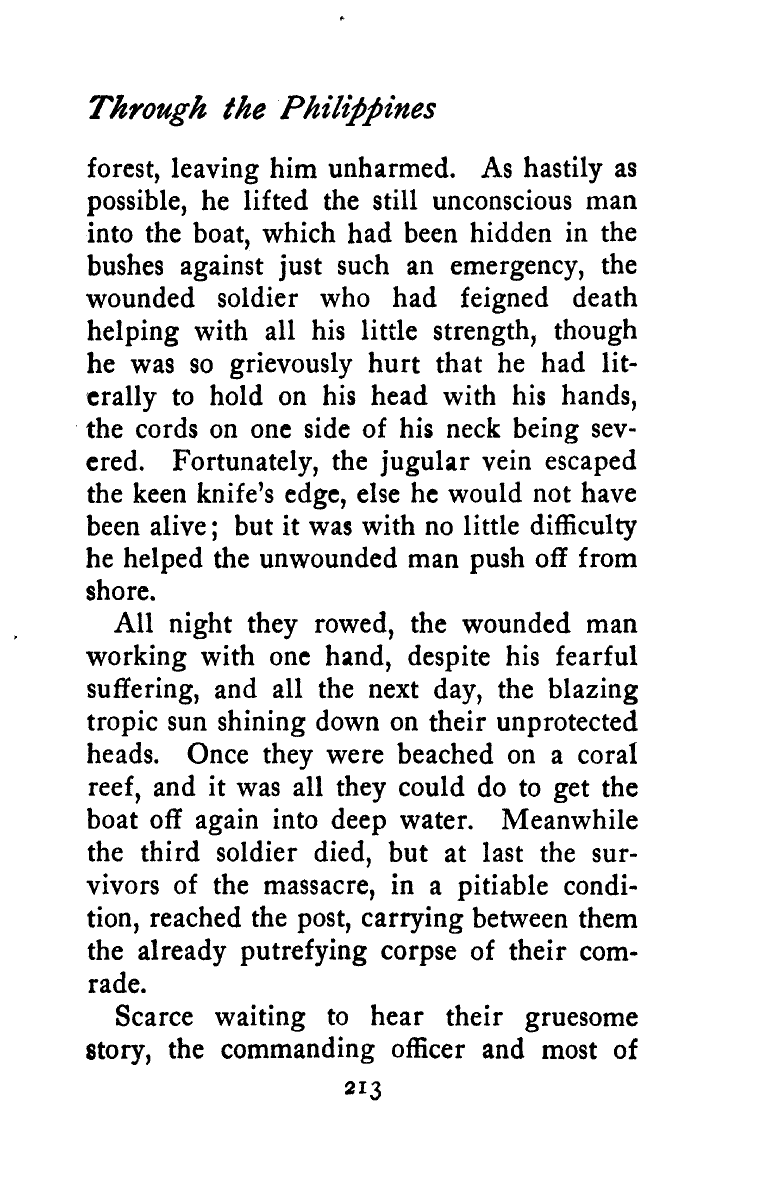 Through the Philippines
forest, leaving him unharmed. As hastily as
possible, he lifted the still unconscious man
into the boat, which had been hidden in the
bushes against just such an emergency, the
wounded soldier who had feigned death
helping with all his little strength, though
he was so grievously hurt that he had lit-
erally to hold on his head with his hands,
the cords on one side of his neck being sev-
ered. Fortunately, the jugular vein escaped
the keen knife's edge, else he would not have
been alive; but it was with no little difficulty
he helped the unwounded man push off from
shore.
All night they rowed, the wounded man
working with one hand, despite his fearful
suffering, and all the next day, the blazing
tropic sun shining down on their unprotected
heads. Once they were beached on a coral
reef, and it was all they could do to get the
boat off again into deep water. Meanwhile
the third soldier died, but at last the sur-
vivors of the massacre, in a pitiable condi-
tion, reached the post, carrying between them
the already putrefying corpse of their com-
rade.
Scarce waiting to hear their gruesome
story, the commanding officer and most of
213